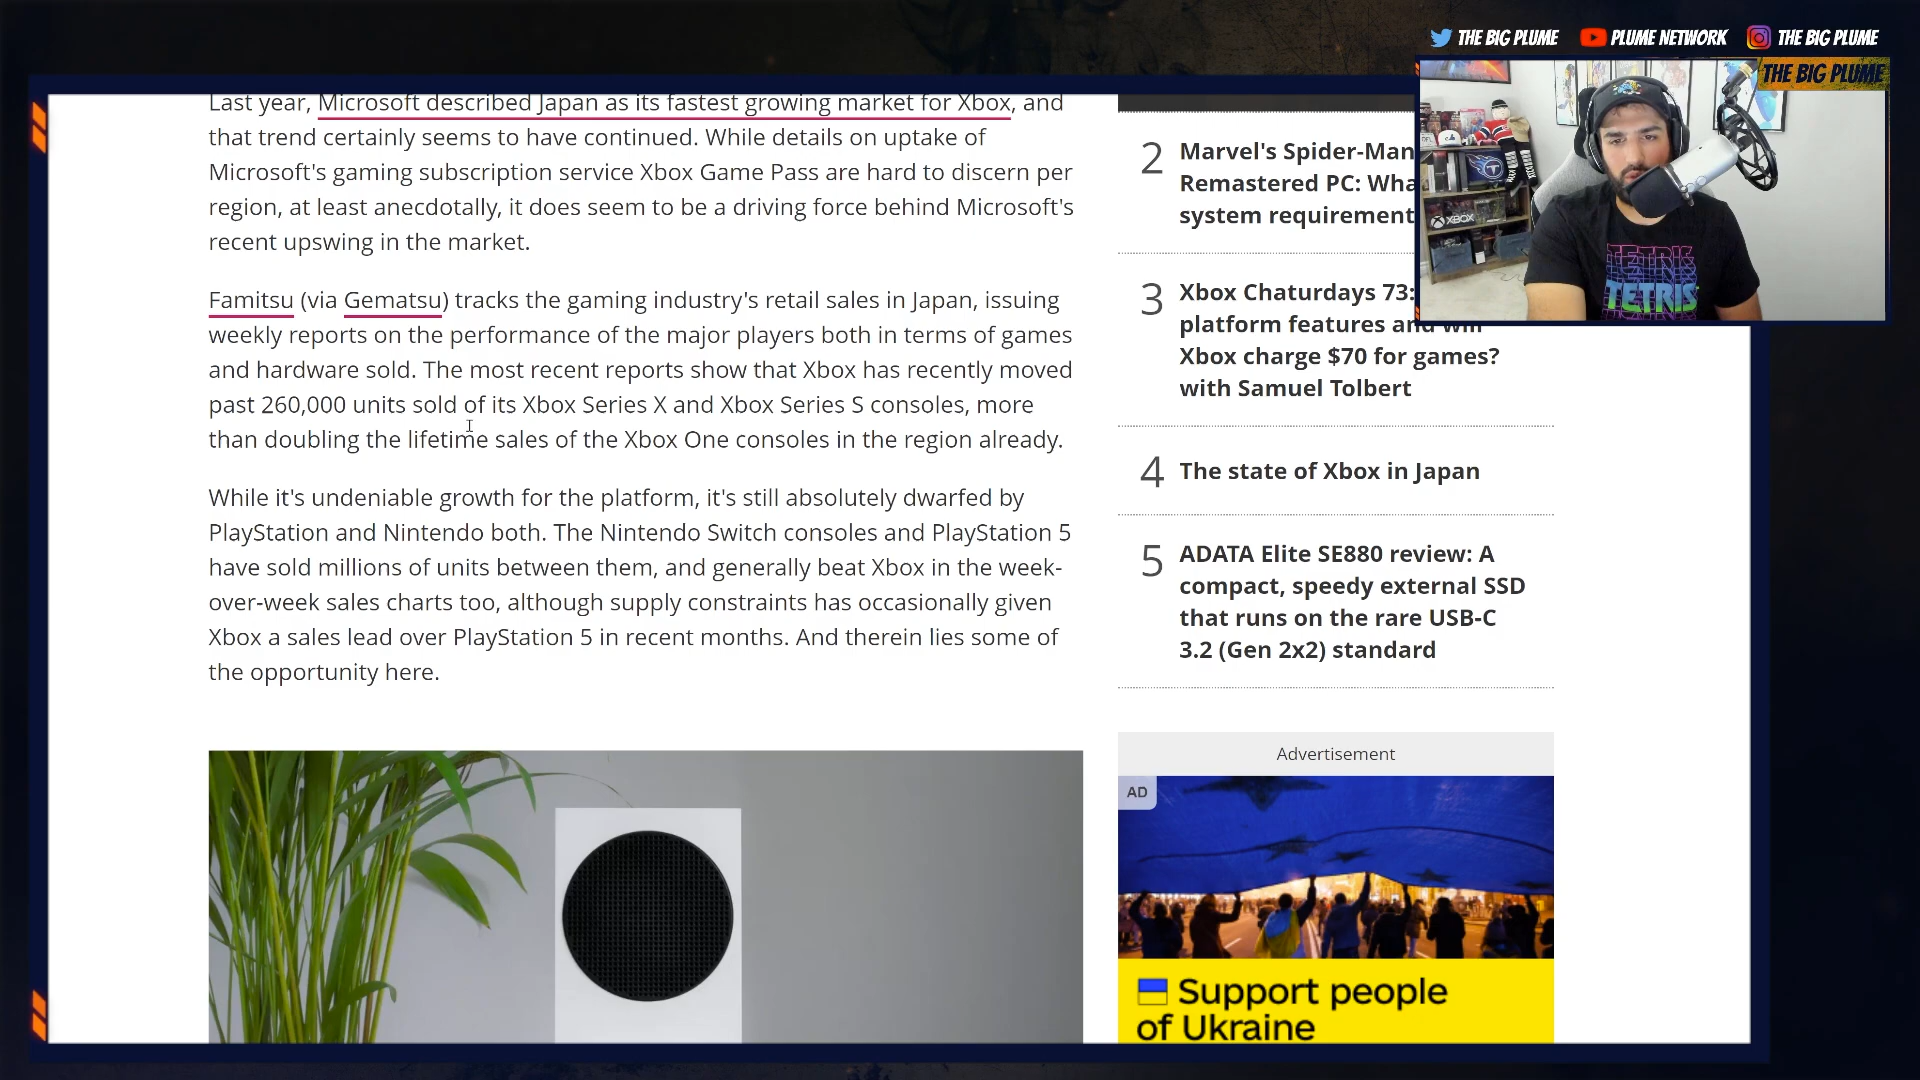 THE BIG PLUME
PLUME NETWORK
THE BIG PLUME
THE BIG PLUME
Last year, Microsoft described Japan as its fastest growing market for Xbox, and
that trend certainly seems to have continued. While details on uptake of
Microsoft's gaming subscription service Xbox Game Pass are hard to discern per
region, at least anecdotally, it does seem to be a driving force behind Microsoft's
recent upswing in the market.
Famitsu (via Gematsu) tracks the gaming industry's retail sales in Japan, issuing
weekly reports on the performance of the major players both in terms of games
and hardware sold. The most recent reports show that Xbox has recently moved
past 260,000 units sold of its Xbox Series X and Xbox Series S consoles, more
than doubling the lifetime sales of the Xbox One consoles in the region already.
While it's undeniable growth for the platform, it's still absolutely dwarfed by
PlayStation and Nintendo both. The Nintendo Switch consoles and PlayStation 5
have sold millions of units between them, and generally beat Xbox in the week-
over-week sales charts too, although supply constraints has occasionally given
Xbox a sales lead over PlayStation 5 in recent months. And therein lies some of
the opportunity here.
2 Marvel's Spider-Man
Remastered PC:
system requirement
3 Xbox Chaturdays 73:
platform features and will
Xbox charge $70 for games?
with Samuel Tolbert
4 The state of Xbox in Japan
5 ADATA Elite SE880 review: A
compact, speedy external SSD
that runs on the rare USB-C
3.2 (Gen 2x2) standard
Advertisement
AD
Support people
of Ukraine
XBOX
TETRIS
TETRIS